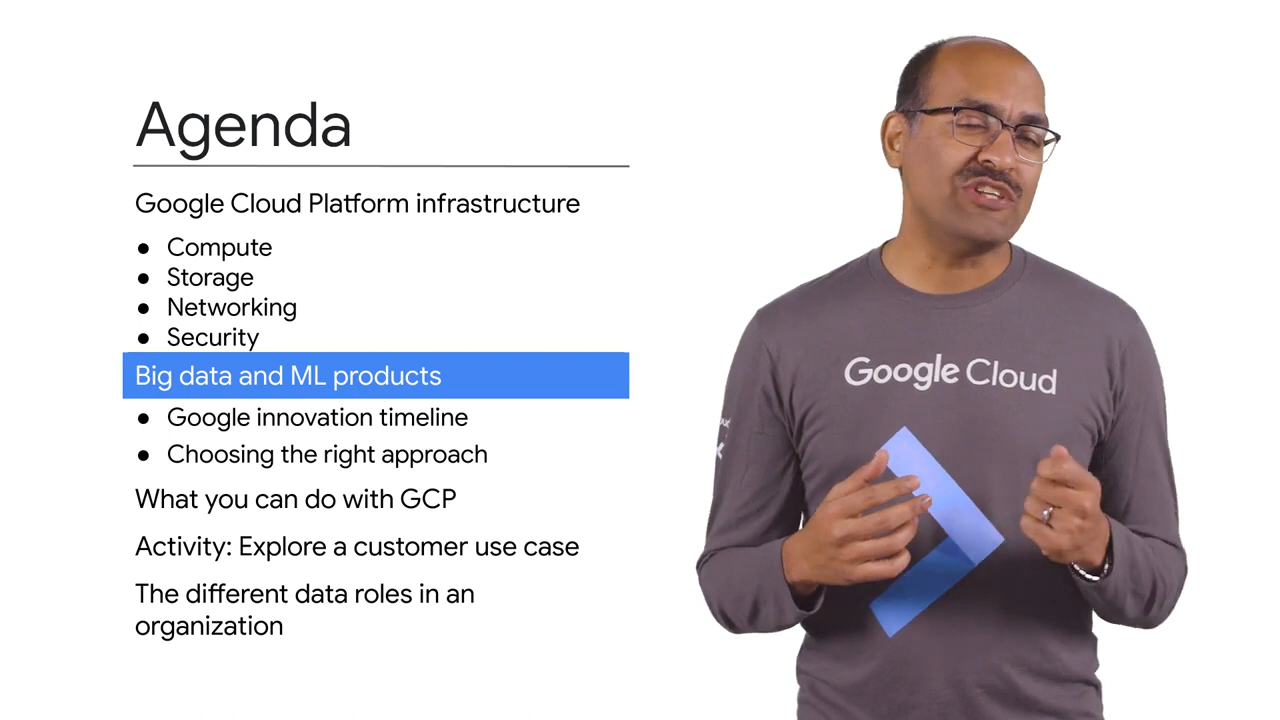 Agenda
Google Cloud Platform infrastructure
● Compute
● Storage
● Networking
● Security
Big data and ML products
● Google innovation timeline
● Choosing the right approach
What you can do with GCP
Activity: Explore a customer use case
The different data roles in an
organization
Google Cloud